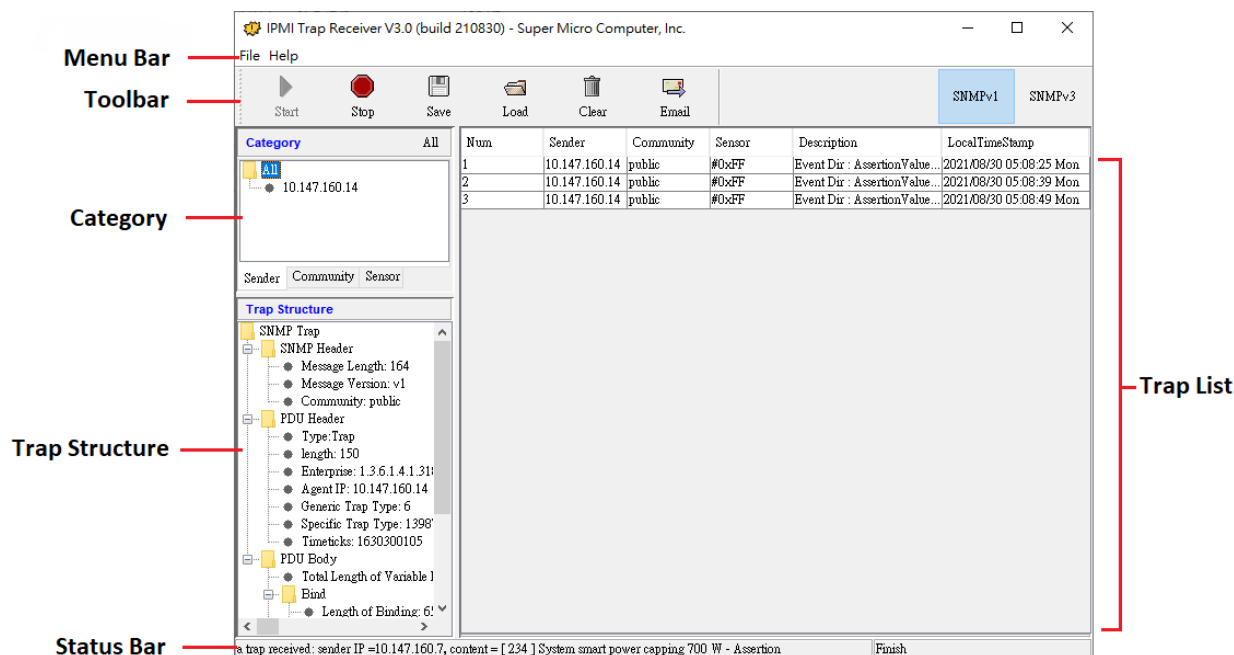 IPMI Trap Receiver V3.0 (build 210830) - Super Micro Computer, Inc.
Menu Bar
File Help
Toolbar
Start Stop Save Load Clear Email SNMPv1 SNMPv3
Category All
Num Sender Community Sensor Description LocalTimeStamp
All
1 10.147.160.14 public #0xFF Event Dir : AssertionValue... 2021/08/30 05:08:25 Mon
10.147.160.14
2 10.147.160.14 public #0xFF Event Dir : AssertionValue... 2021/08/30 05:08:39 Mon
3 10.147.160.14 public #0xFF Event Dir : AssertionValue... 2021/08/30 05:08:49 Mon
Category
Sender Community Sensor
Trap Structure
SNMP Trap
SNMP Header
Message Length: 164
Message Version: v1
Community: public
Trap List
PDU Header
Type:Trap
Trap Structure
length: 150
Enterprise: 1.3.6.1.4.1.318
Agent IP: 10.147.160.14
Generic Trap Type: 6
Specific Trap Type: 1398
Timeticks: 1630300105
PDU Body
Total Length of Variable
Bind
Length of Binding:
Status Bar
a trap received: sender IP =10.147.160.7, content = [ 234 ] System smart power capping 700 W - Assertion Finish